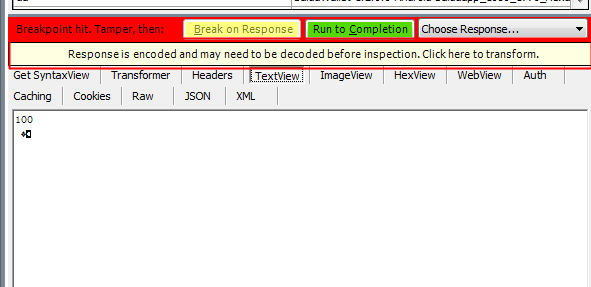 Breakpoint hit. Tamper, then: Break on Response Run to Completion Choose Response...
Response is encoded and may need to be decoded before inspection. Click here to transform.
Get SyntaxView Transformer Headers TextView ImageView HexView WebView Auth
Caching Cookies Raw JSON XML
100